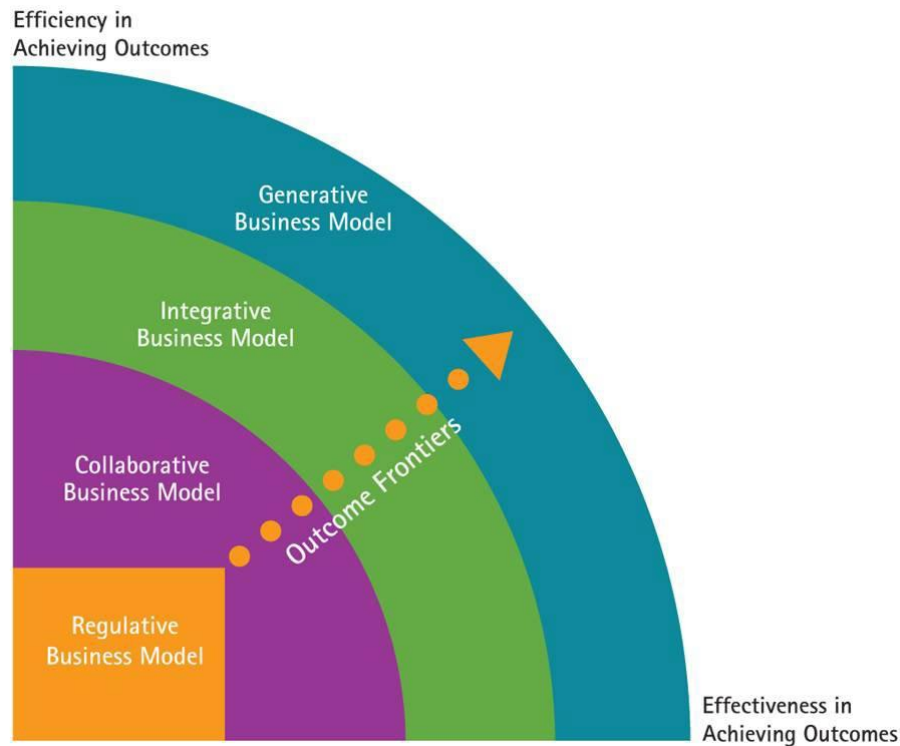 Efficiency in
Achieving Outcomes
Generative
Business Model
Integrative
Business Model
Outcome Frontiers
Collaborative
Business Model
Regulative
Business Model
Effectiveness in
Achieving Outcomes